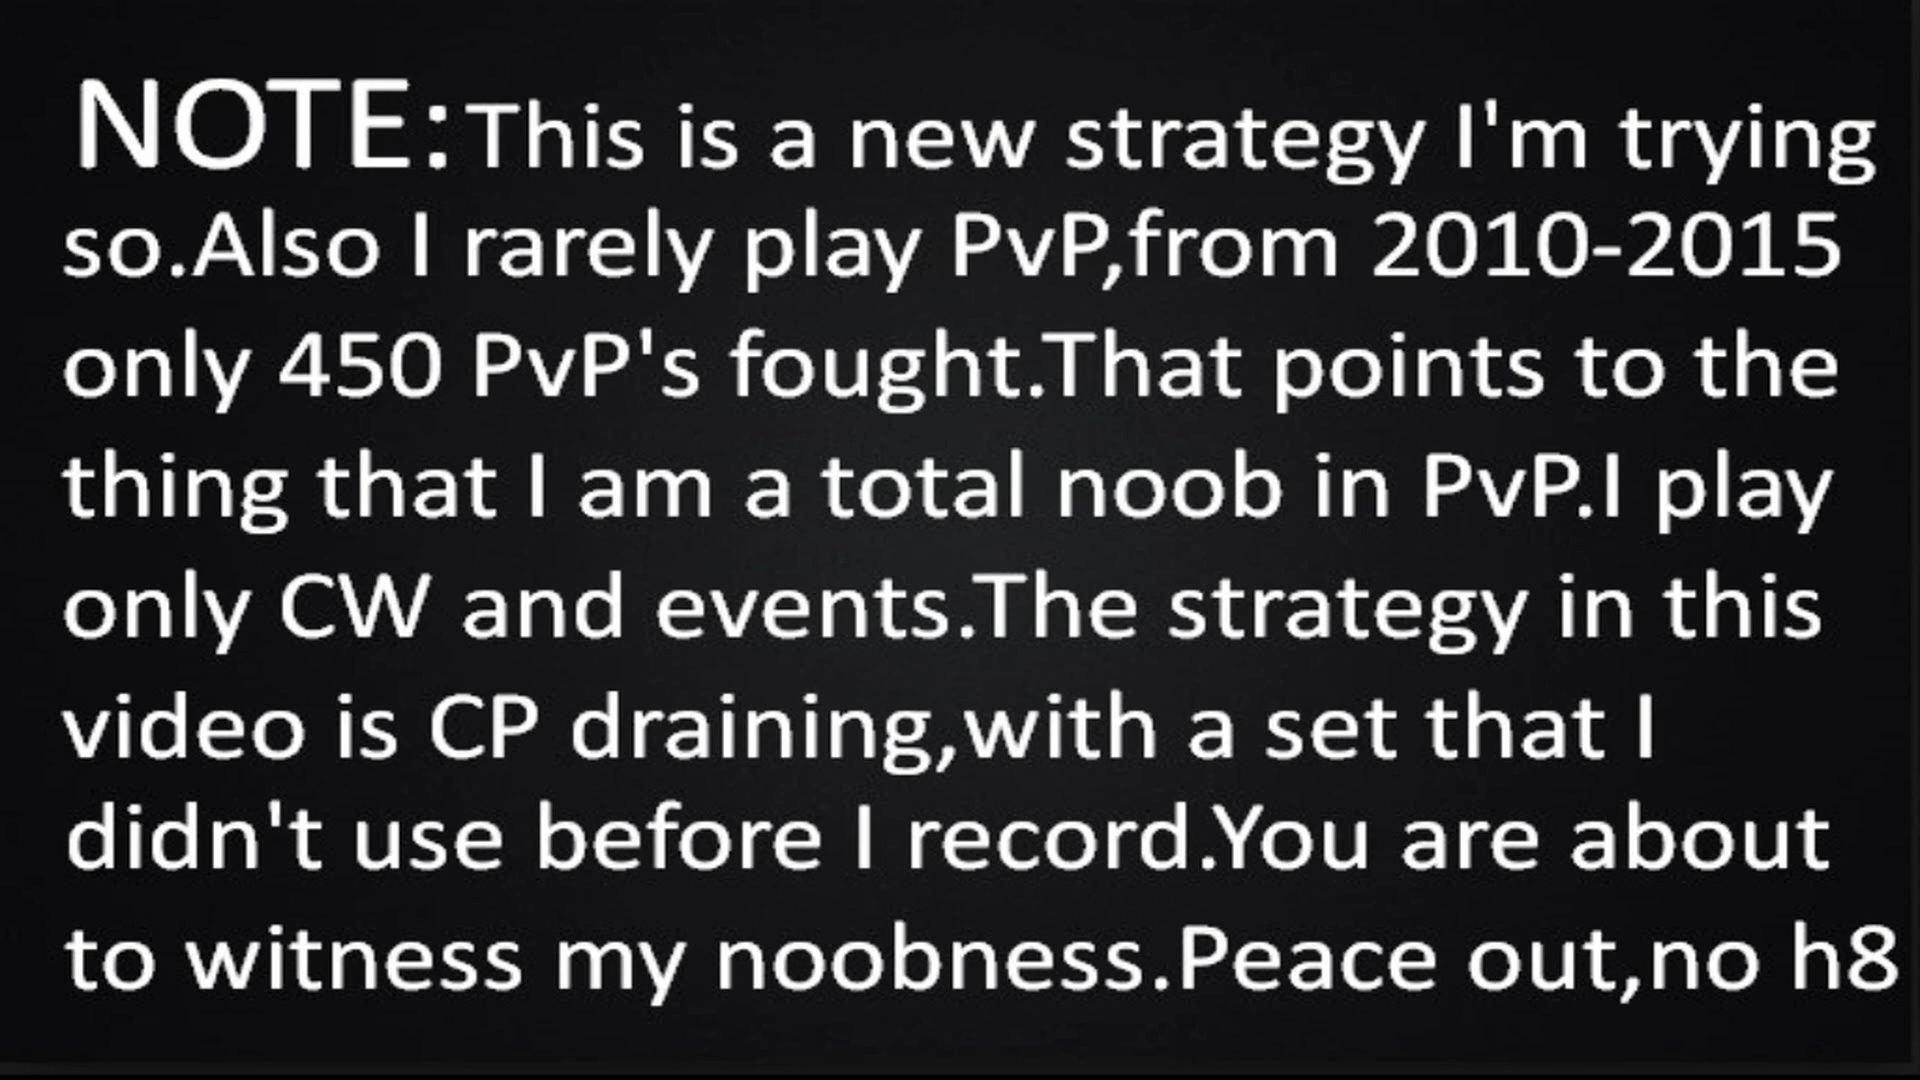 NOTE:This is a new strategy I'm trying
so.Also I rarely play PvP,from 2010-2015
only 450 PvP's fought.That points to the
thing that I am a total noob in PvP.I play
only CW and events.The strategy in this
video is CP draining,with a set that I
didn't use before I record.You are about
to witness my noobness.Peace out,no h8